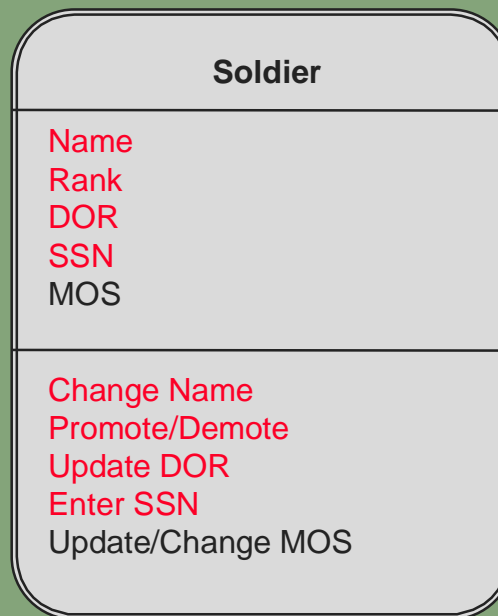 Soldier
Name
Rank
DOR
SSN
MOS
Change Name
Promote/Demote
Update DOR
Enter SSN
Update/Change MOS